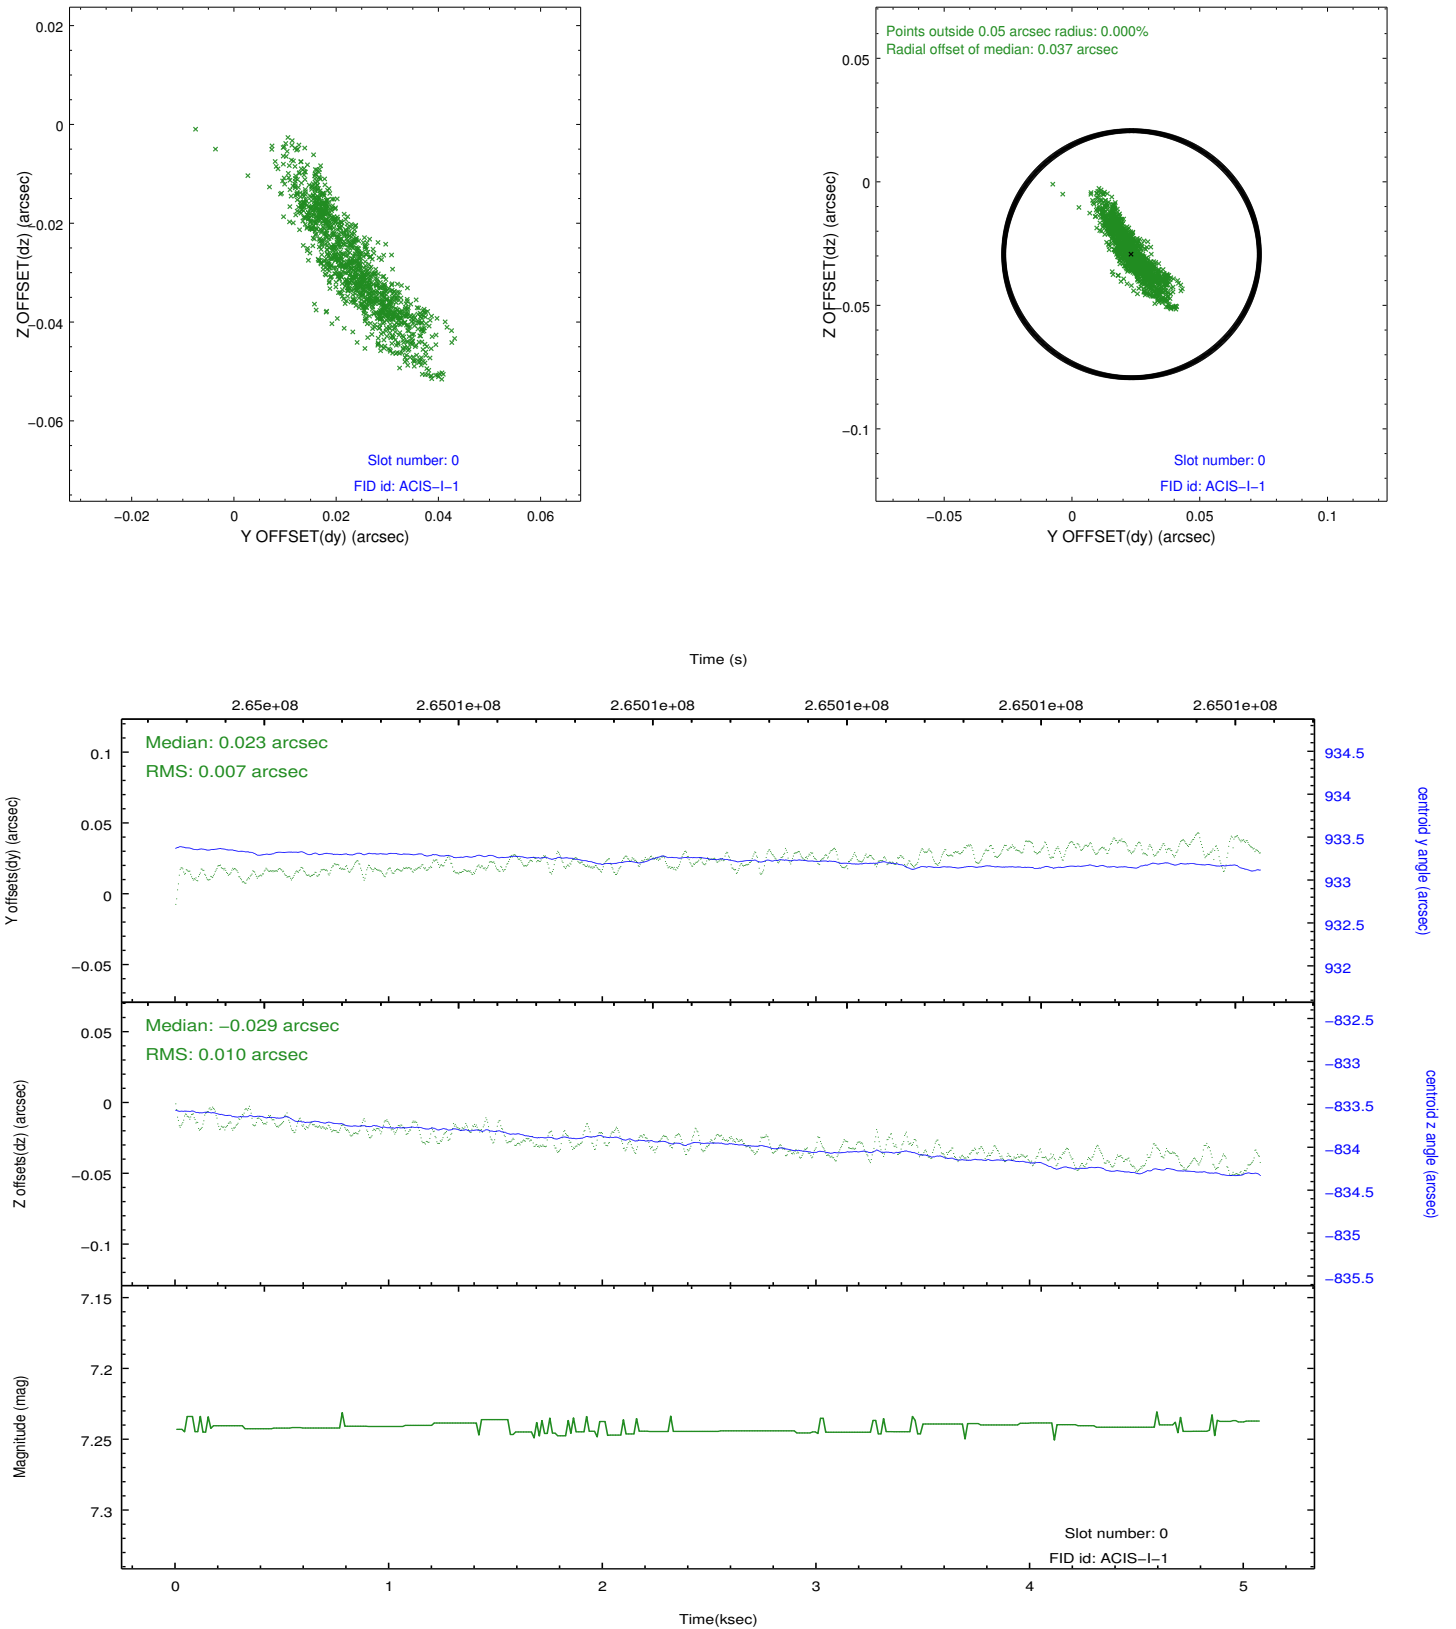 0.02
0
−0.02
−0.04
−0.06
Z OFFSET(dz) (arcsec)
Slot number: 0
FID id: ACIS−I−1
−0.02 0 0.02 0.04 0.06
Y OFFSET(dy) (arcsec)
Points outside 0.05 arcsec radius: 0.000%
Radial offset of median: 0.037 arcsec
0.05
0
−0.05
−0.1
Z OFFSET(dz) (arcsec)
Slot number: 0
FID id: ACIS−I−1
−0.05 0 0.05 0.1
Y OFFSET(dy) (arcsec)
Time (s)
2.65e+08 2.6501e+08 2.6501e+08 2.6501e+08 2.6501e+08 2.6501e+08
Median: 0.023 arcsec
RMS: 0.007 arcsec
0.1
0.05
0
−0.05
Y offsets(dy) (arcsec)
934.5
934
933.5
933
932.5
932
centroid y angle (arcsec)
Median: −0.029 arcsec
RMS: 0.010 arcsec
0.05
0
−0.05
−0.1
Z offsets(dz) (arcsec)
−832.5
−833
−833.5
−834
−834.5
−835
−835.5
centroid z angle (arcsec)
7.15
7.2
7.25
7.3
Magnitude (mag)
Slot number: 0
FID id: ACIS−I−1
0 1 2 3 4 5
Time(ksec)